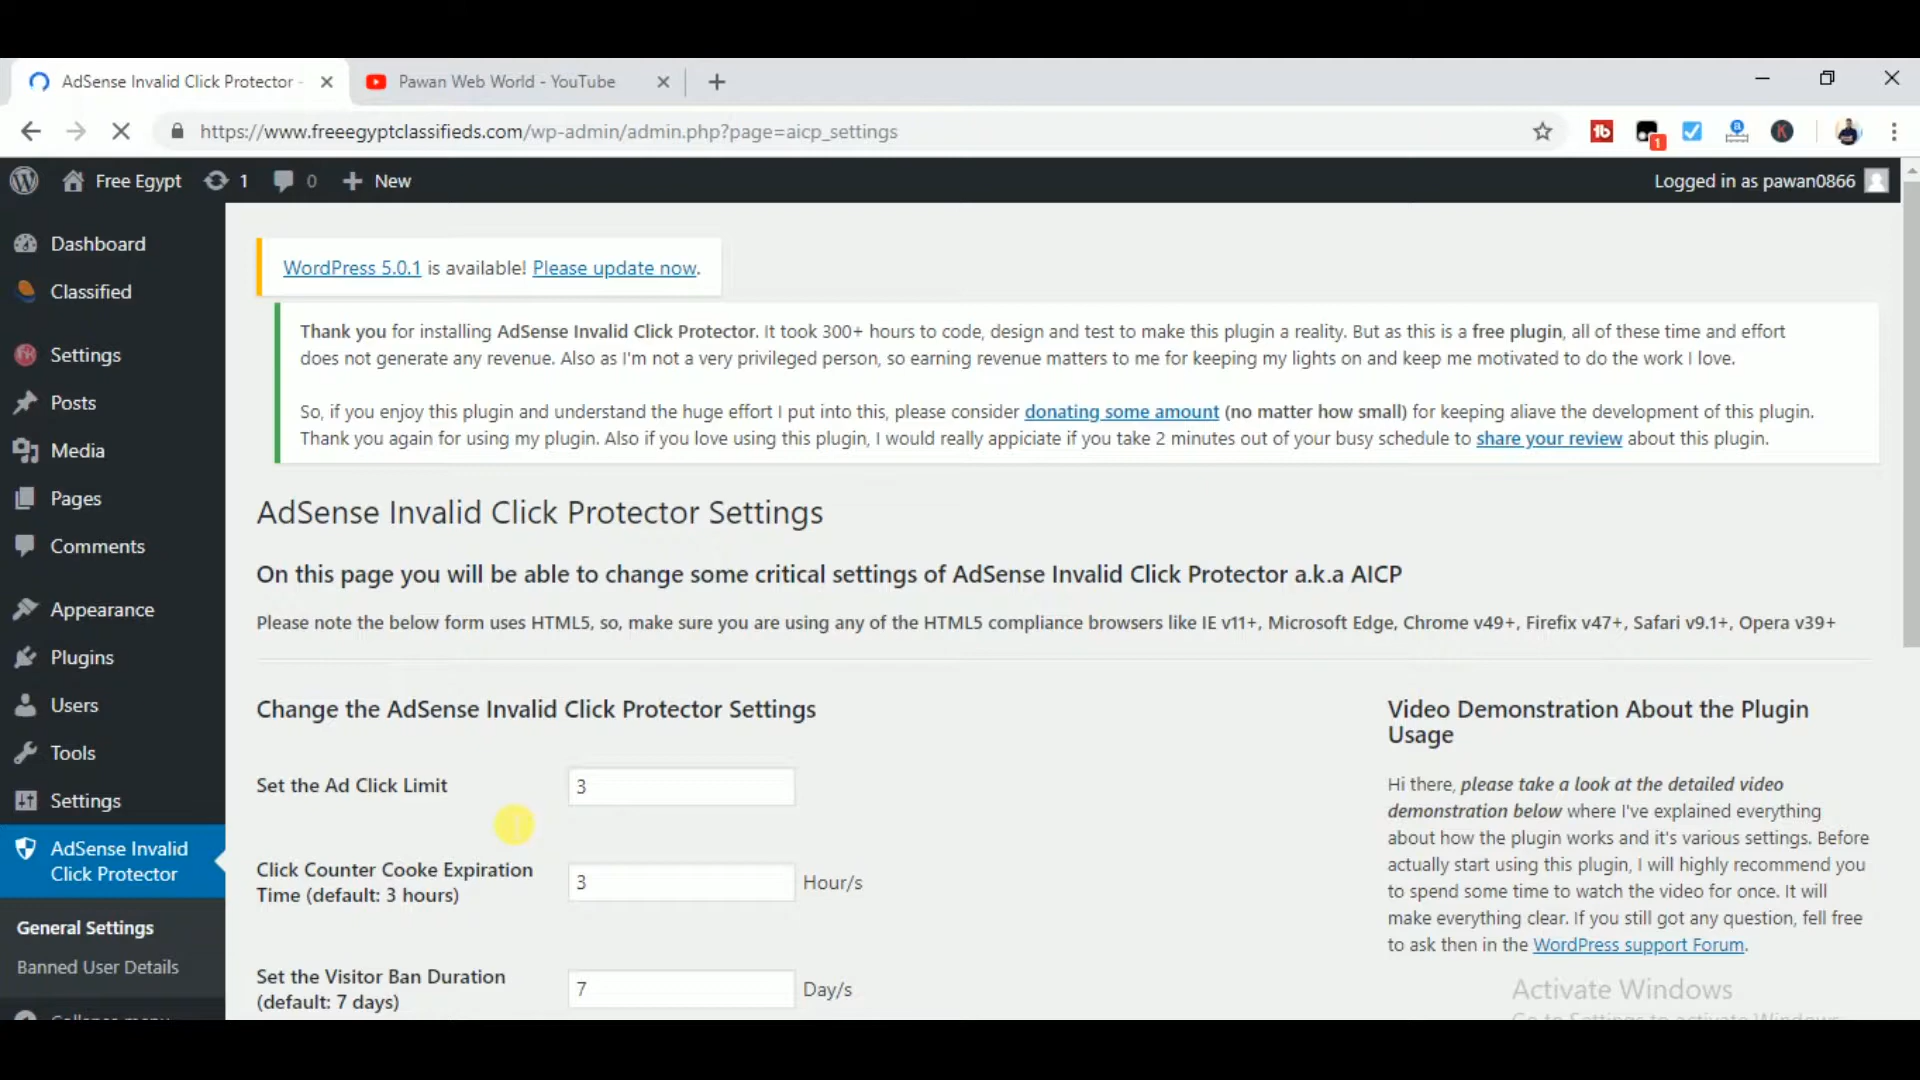 AdSense Invalid Click Protector -
Pawan Web World - YouTube
https://www.freeegyptclassifieds.com/wp-admin/admin.php?page=aicp_settings
1
Free Egypt
1
0
New
Logged in as pawan0866
Dashboard
Classified
Settings
Posts
Media
Pages
Comments
Appearance
Plugins
Users
Tools
Settings
AdSense Invalid
Click Protector
General Settings
Banned User Details
Collapse menu
WordPress 5.0.1 is available! Please update now.
Thank you for installing AdSense Invalid Click Protector. It took 300+ hours to code, design and test to make this plugin a reality. But as this is a free plugin, all of these time and effort
does not generate any revenue. Also as I'm not a very privileged person, so earning revenue matters to me for keeping my lights on and keep me motivated to do the work I love.
So, if you enjoy this plugin and understand the huge effort I put into this, please consider donating some amount (no matter how small) for keeping aliave the development of this plugin.
Thank you again for using my plugin. Also if you love using this plugin, I would really appiciate if you take 2 minutes out of your busy schedule to share your review about this plugin.
AdSense Invalid Click Protector Settings
On this page you will be able to change some critical settings of AdSense Invalid Click Protector a.k.a AICP
Please note the below form uses HTML5, so, make sure you are using any of the HTML5 compliance browsers like IE v11+, Microsoft Edge, Chrome v49+, Firefix v47+, Safari v9.1+, Opera v39+
Change the AdSense Invalid Click Protector Settings
Set the Ad Click Limit
3
Click Counter Cooke Expiration
Time (default: 3 hours)
3
Hour/s
Set the Visitor Ban Duration
(default: 7 days)
7
Day/s
Video Demonstration About the Plugin
Usage
Hi there, please take a look at the detailed video
demonstration below where I've explained everything
about how the plugin works and it's various settings. Before
actually start using this plugin, I will highly recommend you
to spend some time to watch the video for once. It will
make everything clear. If you still got any question, fell free
to ask then in the WordPress support Forum.
Activate Windows
Go to Settings to activate Windows.